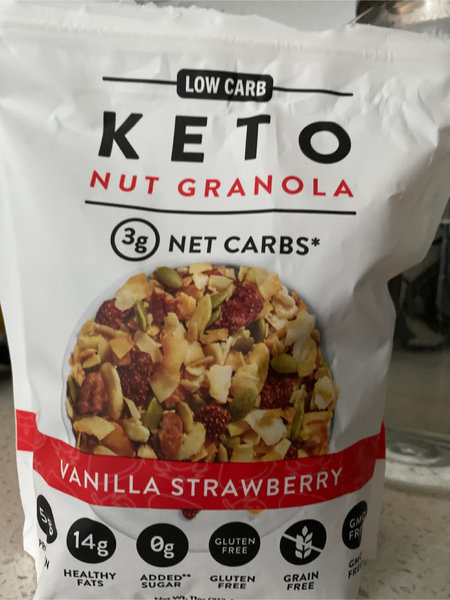 LOW CARB
KETO
NUT GRANOLA
3g NET CARBS*
VANILLA STRAWBERRY
14g
HEALTHY
FATS
0g
ADDED**
SUGAR
GLUTEN
FREE
GLUTEN
FREE
GRAIN
FREE